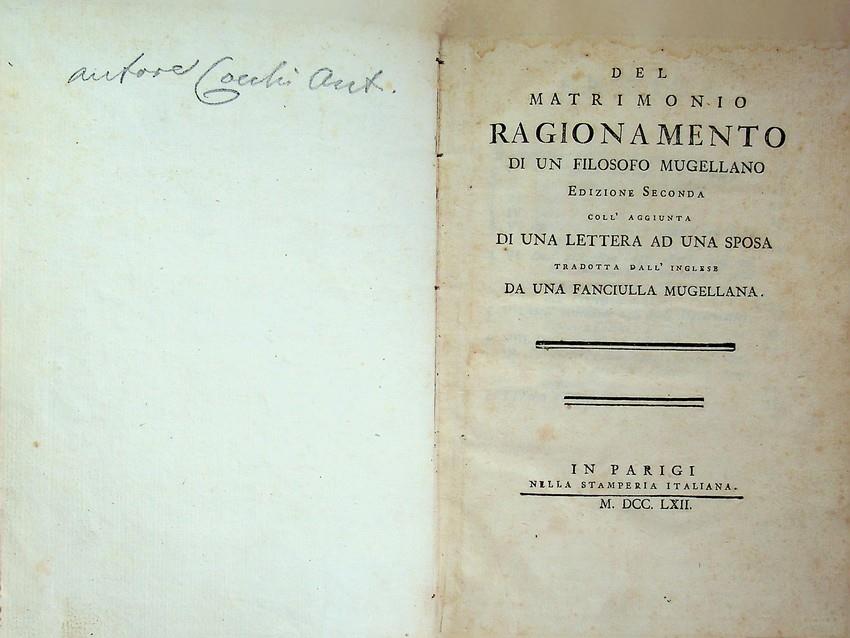 autore Cocchi Ant.
DEL
MATRIMONIO
RAGIONAMENTO
DI UN FILOSOFO MUGELLANO
EDIZIONE SECONDA
COLL' AGGIUNTA
DI UNA LETTERA AD UNA SPOSA
TRADOTTA DALL' INGLESE
DA UNA FANCIULLA MUGELLANA.
IN PARIGI
NELLA STAMPERIA ITALIANA.
M. DCC. LXII.